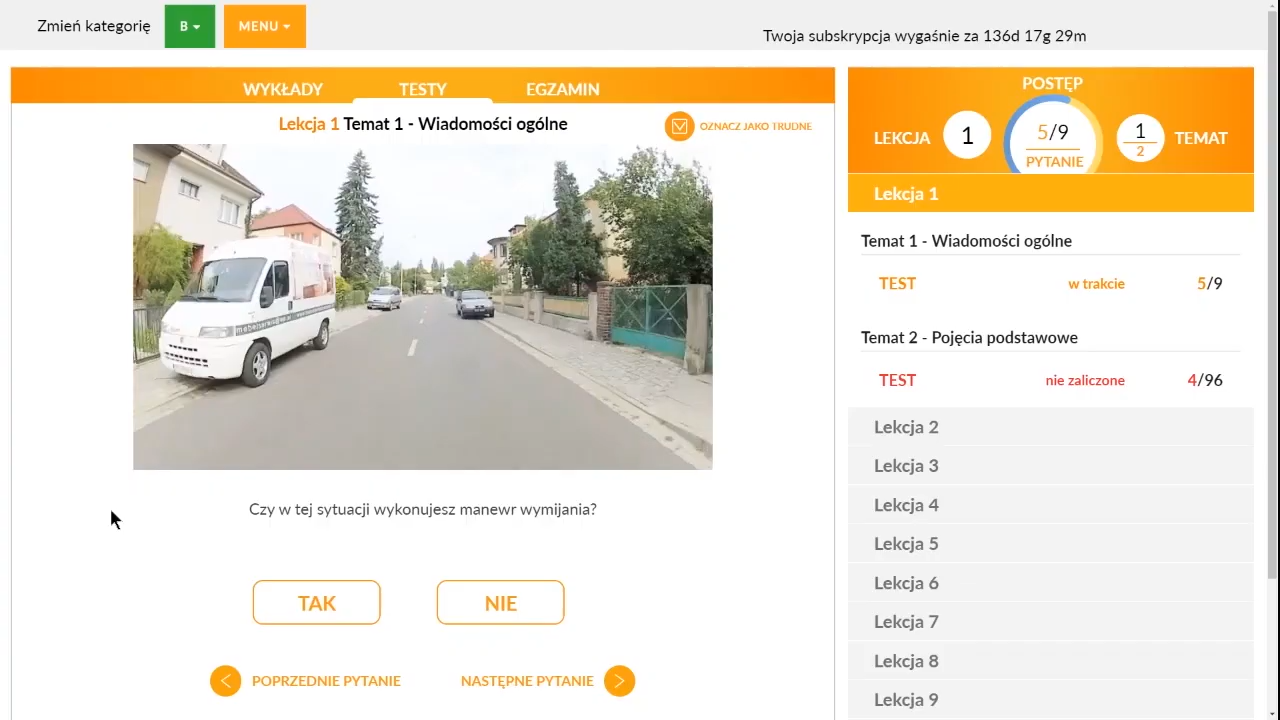 Zmień kategorię
B
MENU
Twoja subskrypcja wygaśnie za 136d 17g 29m
WYKŁADY TESTY EGZAMIN
Lekcja 1 Temat 1 - Wiadomości ogólne
OZNACZ JAKO TRUDNE
Czy w tej sytuacji wykonujesz manewr wymijania?
TAK NIE
POPRZEDNIE PYTANIE NASTĘPNE PYTANIE
POSTĘP
LEKCJA 1
5/9
PYTANIE
1
2
TEMAT
Lekcja 1
Temat 1 - Wiadomości ogólne
TEST w trakcie 5/9
Temat 2 - Pojęcia podstawowe
TEST nie zaliczone 4/96
Lekcja 2
Lekcja 3
Lekcja 4
Lekcja 5
Lekcja 6
Lekcja 7
Lekcja 8
Lekcja 9